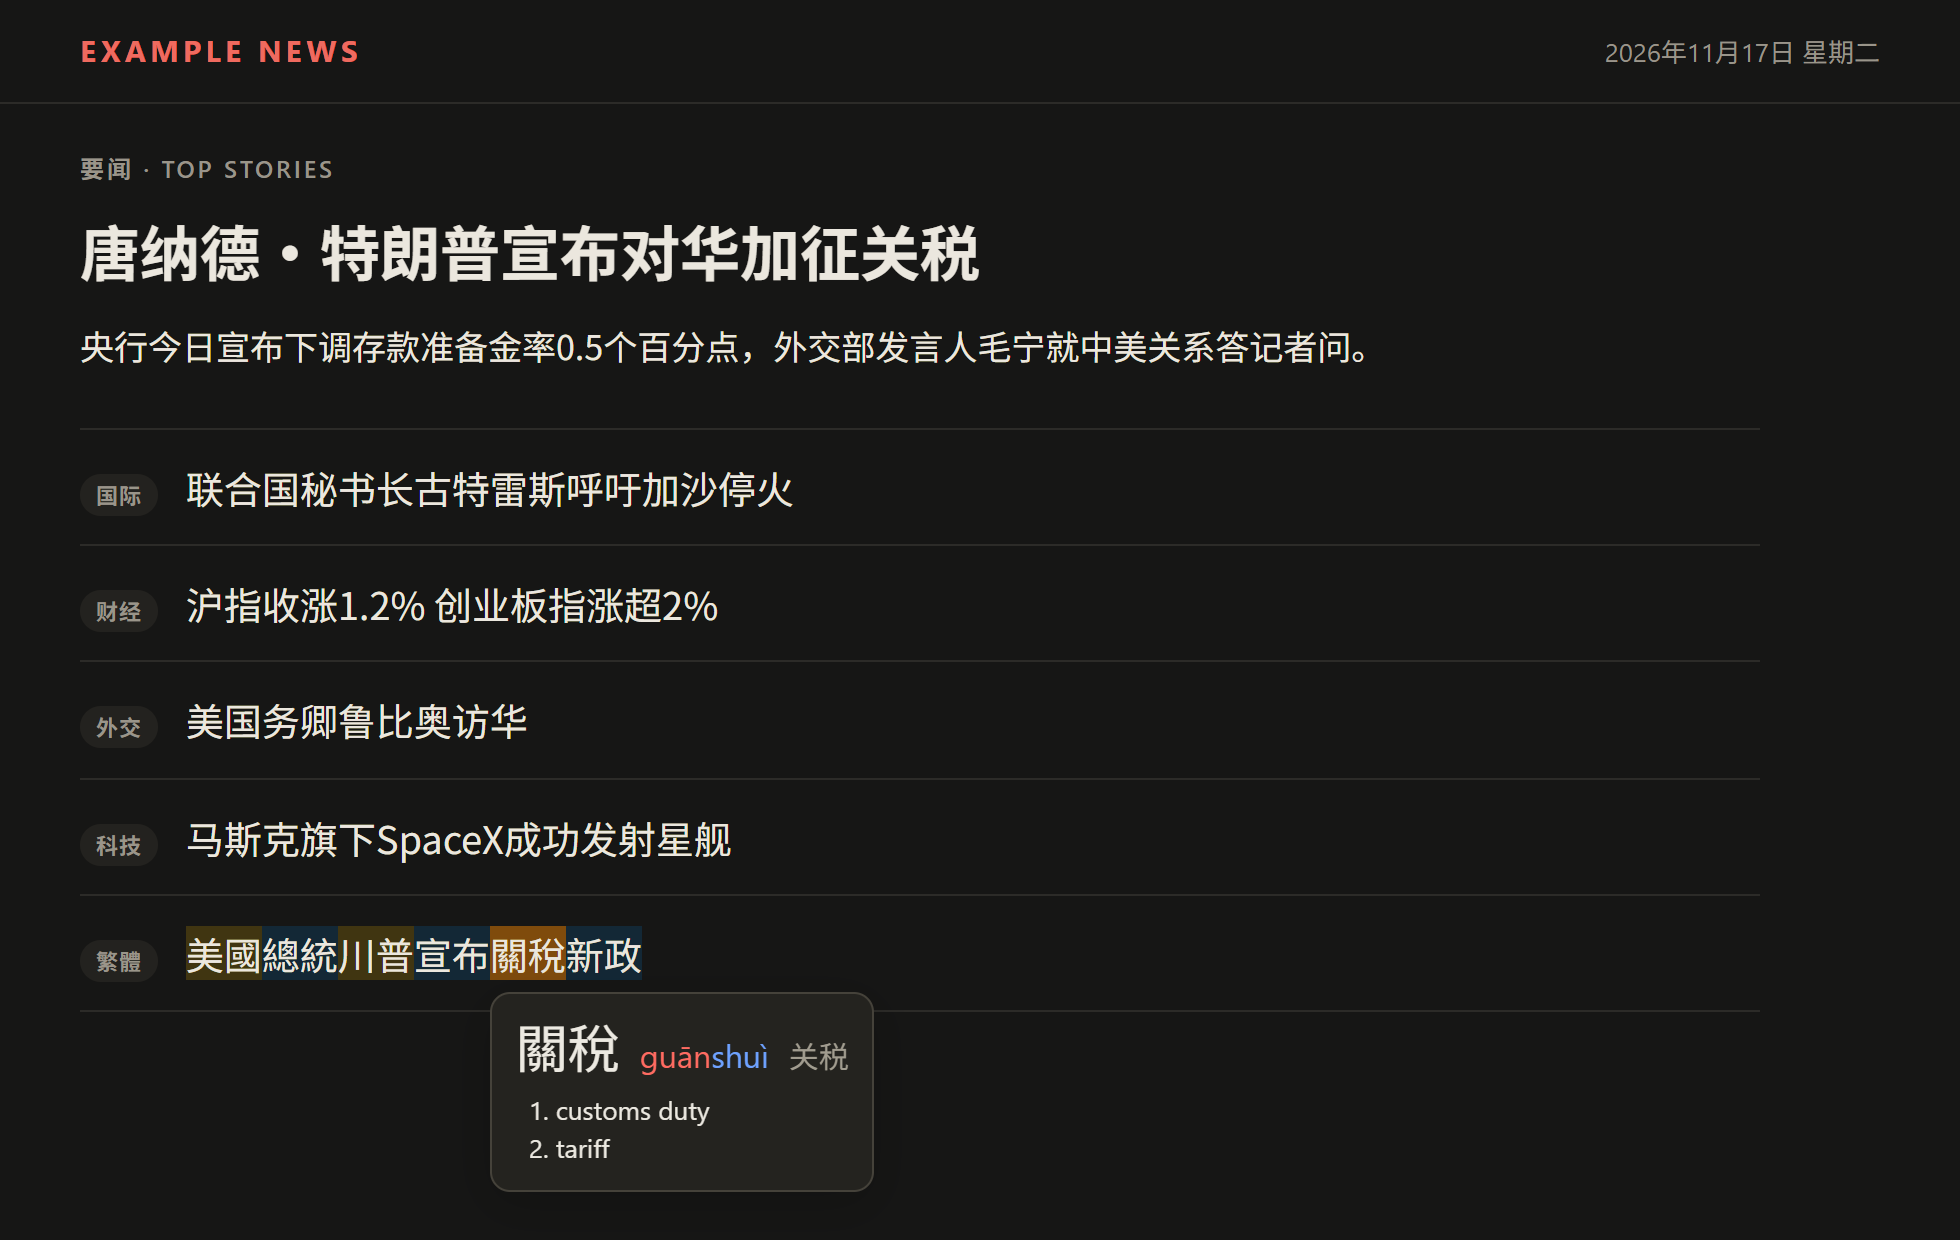 EXAMPLE NEWS
2026年11月17日 星期二
要闻 · TOP STORIES
唐纳德·特朗普宣布对华加征关税
央行今日宣布下调存款准备金率0.5个百分点，外交部发言人毛宁就中美关系答记者问。
国际 联合国秘书长古特雷斯呼吁加沙停火
财经 沪指收涨1.2% 创业板指涨超2%
外交 美国务卿鲁比奥访华
科技 马斯克旗下SpaceX成功发射星舰
繁體 美國總統川普宣布關稅新政
關稅 guānshuì 关税
1. customs duty
2. tariff